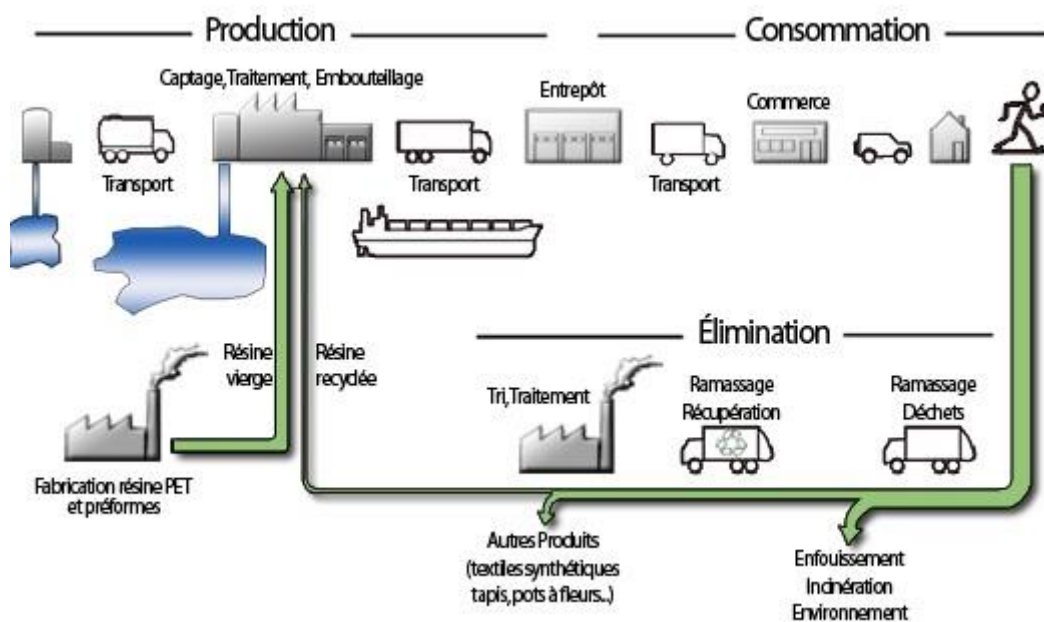 Production
Consommation
Captage,Traitement, Embouteillage
Entrepôt
Commerce
Transport
Transport
Transport
Élimination
Résine
vierge
Résine
recyclée
Tri,Traitement
Ramassage
Récupération
Ramassage
Déchets
Fabrication résine PET
et préformes
Autres Produits
(textiles synthétiques
tapis,pots à fleurs...)
Enfouissement
Incinération
Environnement